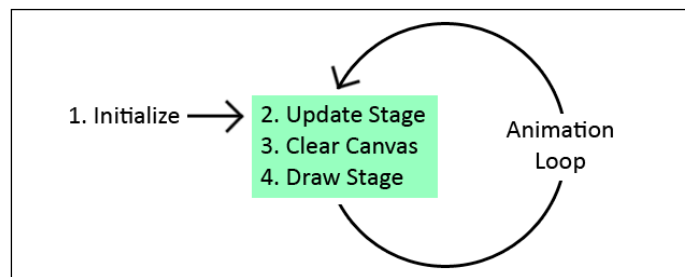 1. Initialize
2. Update Stage
3. Clear Canvas
4. Draw Stage
Animation
Loop